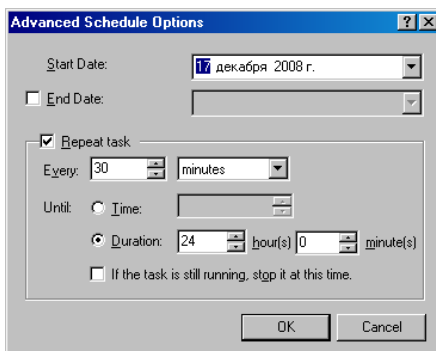 Advanced Schedule Options
Start Date: 17 декабря 2008 г.
End Date:
Repeat task
Every: 30 minutes
Until: Time:
Duration: 24 hour(s) 0 minute(s)
If the task is still running, stop it at this time.
OK Cancel